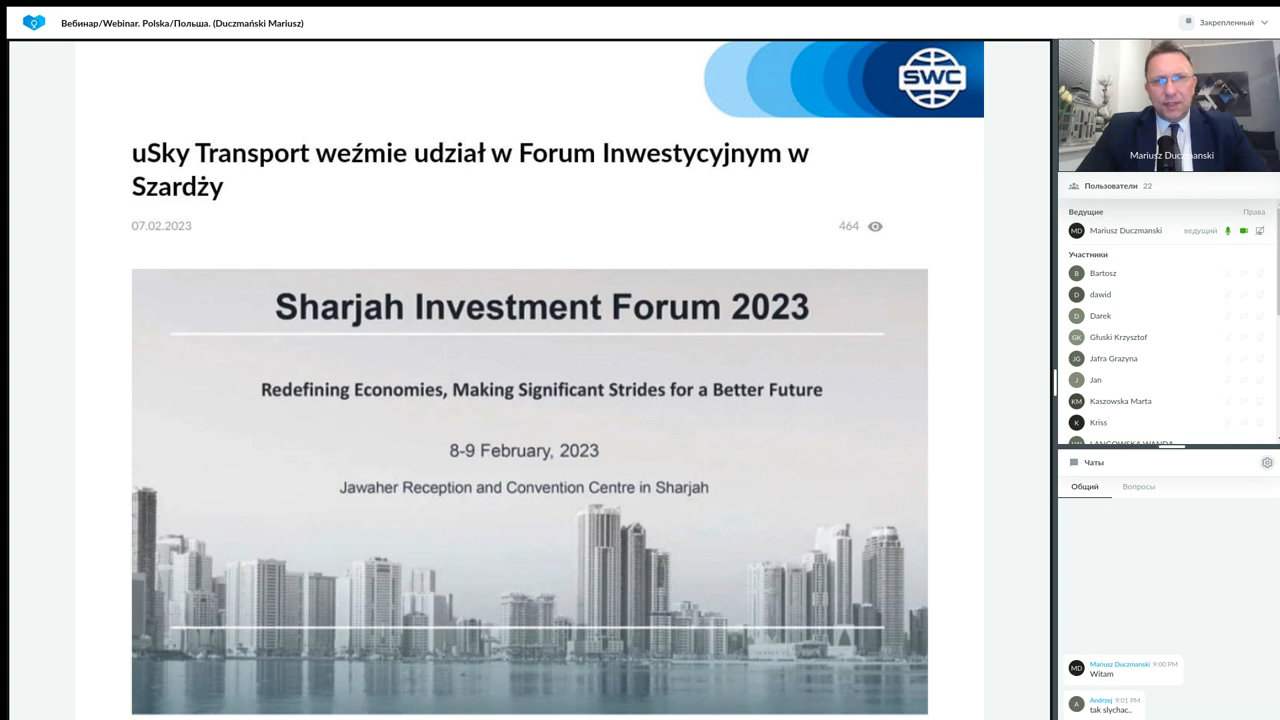 Вебинар/Webinar. Polska/Польша. (Duczmański Mariusz)
Закрепленный
SWC
uSky Transport weźmie udział w Forum Inwestycyjnym w
Szardży
07.02.2023
464
Sharjah Investment Forum 2023
Redefining Economies, Making Significant Strides for a Better Future
8-9 February, 2023
Jawaher Reception and Convention Centre in Sharjah
Mariusz Duczmanski
Пользователи 22
Ведущие Права
MD Mariusz Duczmanski ведущий
Участники
B Bartosz
D dawid
D Darek
GK Głuski Krzysztof
JG Jafra Grazyna
J Jan
KM Kaszowska Marta
K Kriss
LANGOWSKA WANDA
Чаты
Общий Вопросы
MD Mariusz Duczmanski 9:00 PM
Witam
A Andrzej 9:01 PM
tak slychac..